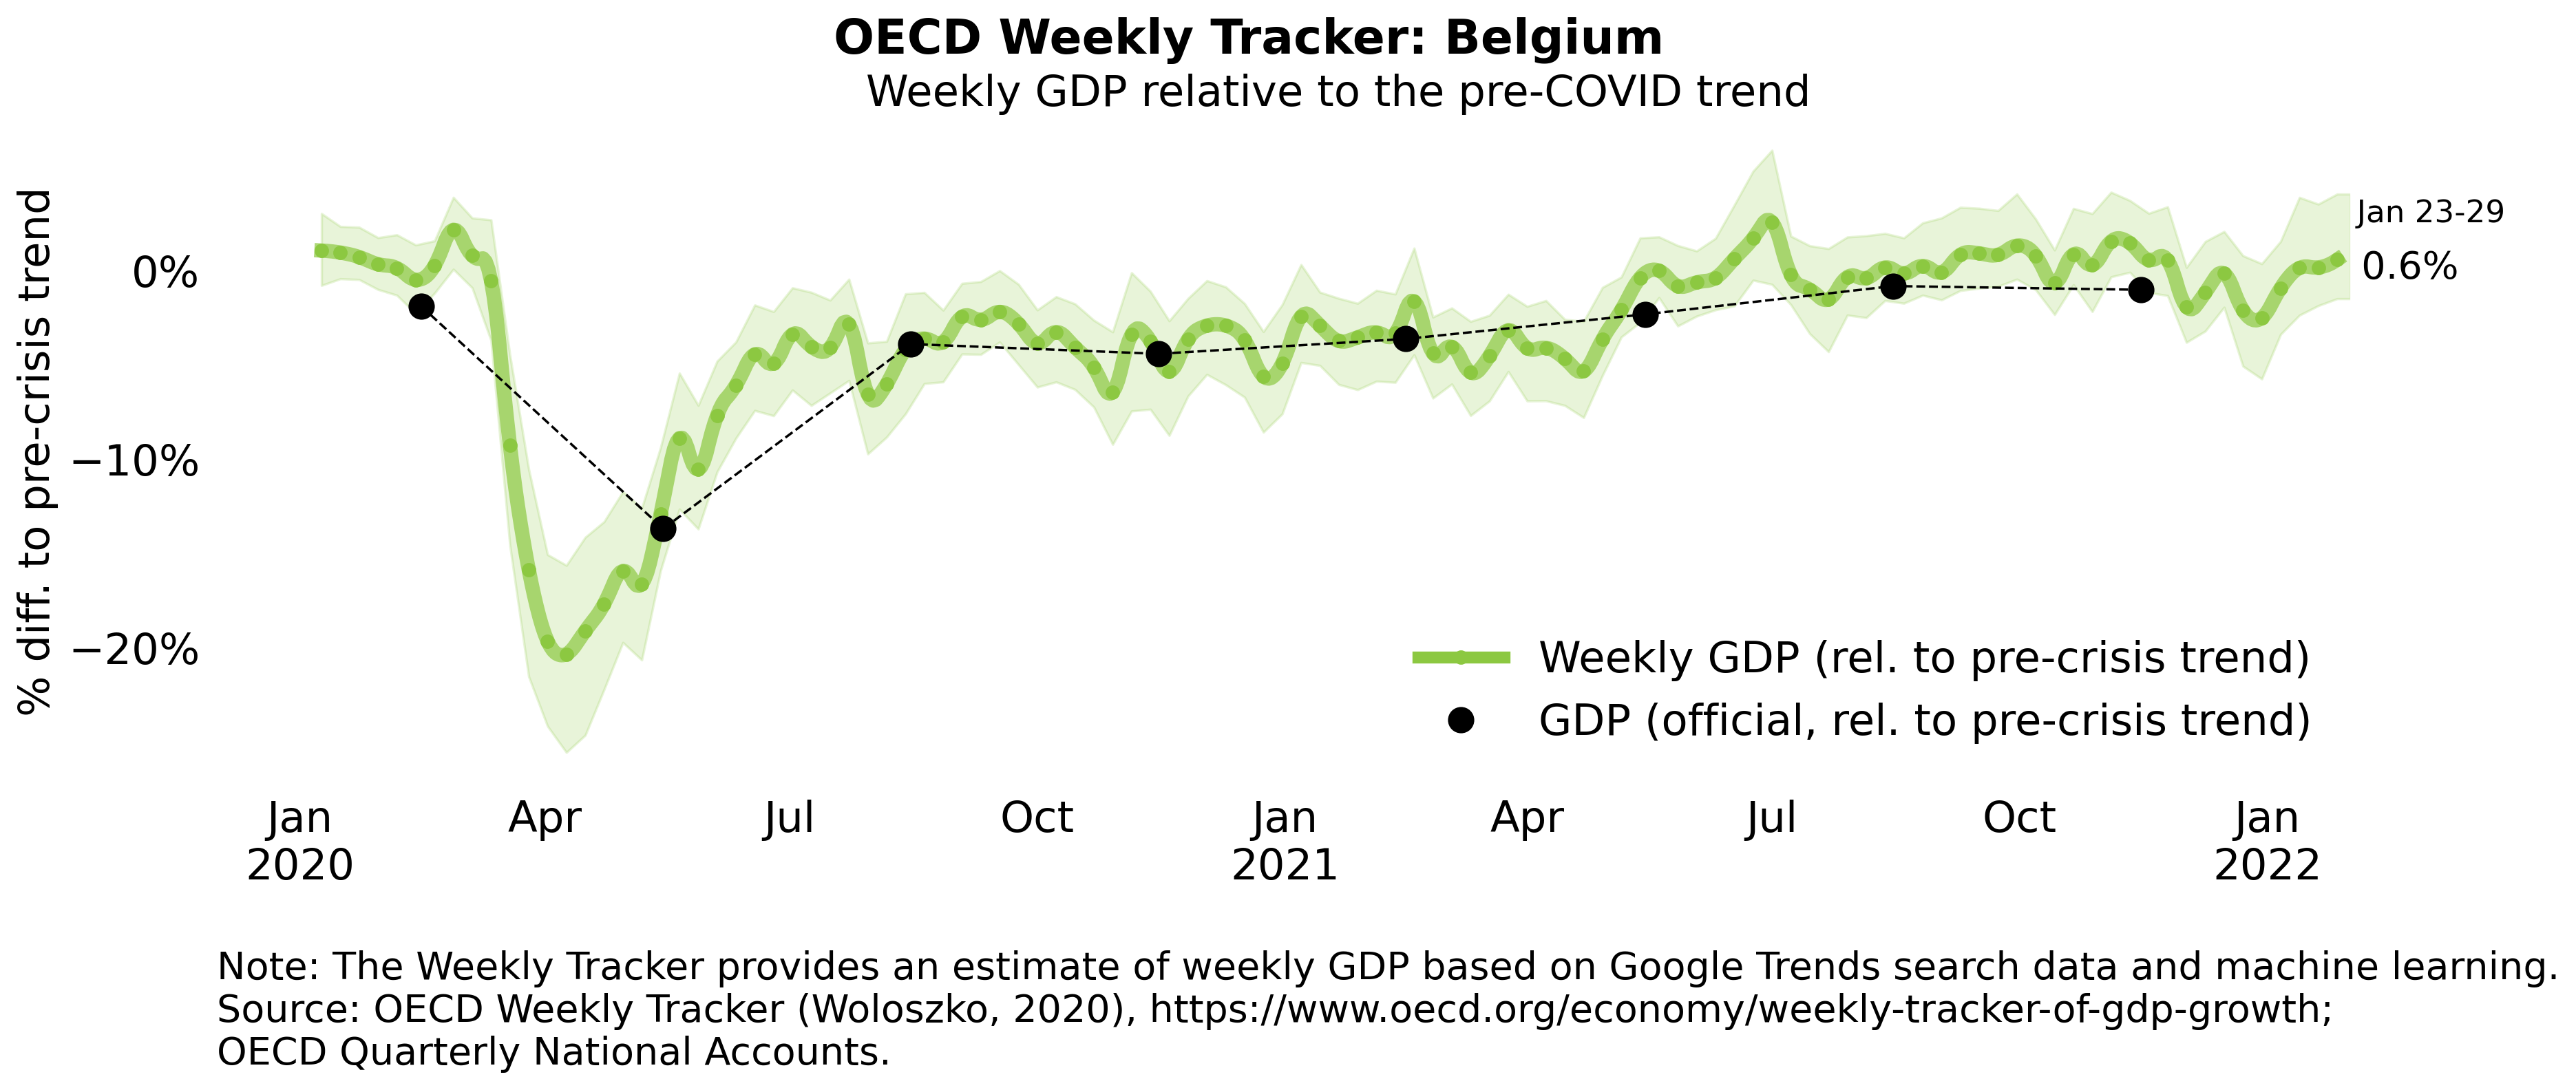 OECD Weekly Tracker: Belgium
Weekly GDP relative to the pre-COVID trend
% diff. to pre-crisis trend
0%
−10%
−20%
Jan 23-29
0.6%
Weekly GDP (rel. to pre-crisis trend)
GDP (official, rel. to pre-crisis trend)
Jan Apr Jul Oct Jan Apr Jul Oct Jan
2020 2021 2022
Note: The Weekly Tracker provides an estimate of weekly GDP based on Google Trends search data and machine learning.
Source: OECD Weekly Tracker (Woloszko, 2020), https://www.oecd.org/economy/weekly-tracker-of-gdp-growth;
OECD Quarterly National Accounts.